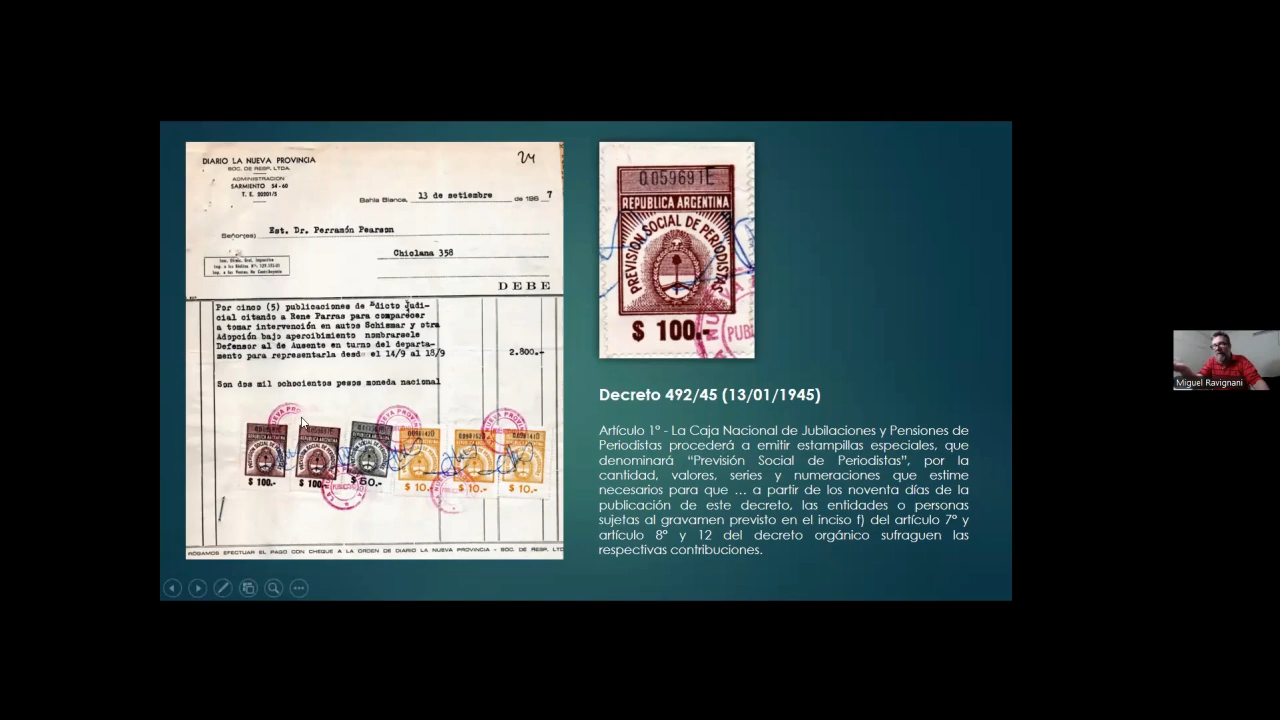 DIARIO LA NUEVA PROVINCIA
SOC. DE RESP. LTDA.
ADMINISTRACION
SARMIENTO 54-60
T. E. 20201/5
24
Bahía Blanca, 13 de setiembre de 1967
Señor(es) Est. Dr. Perramón Pearson
Chiclana 358
DEBE
Por cinco (5) publicaciones de Edicto Judi-
cial citando a Rene Parras para comparecer
a tomar intervención en autos Schismar y otra
Adopción bajo apercibimiento nombrarsele
Defensor al de Ausente en turno del departa-
mento para representarla desde el 14/9 al 18/9
2.800.-
Son dos mil ochocientos pesos moneda nacional
$ 100.- $ 100.- $ 50.- $ 10.- $ 10.- $ 10.-
ROGAMOS EFECTUAR EL PAGO CON CHEQUE A LA ORDEN DE DIARIO LA NUEVA PROVINCIA - SOC. DE RESP. LTD
0059691E
REPUBLICA ARGENTINA
PREVISION SOCIAL DE PERIODISTAS
$ 100.-
PUBL
Decreto 492/45 (13/01/1945)
Artículo 1° - La Caja Nacional de Jubilaciones y Pensiones de
Periodistas procederá a emitir estampillas especiales, que
denominará “Previsión Social de Periodistas”, por la
cantidad, valores, series y numeraciones que estime
necesarios para que ... a partir de los noventa días de la
publicación de este decreto, las entidades o personas
sujetas al gravamen previsto en el inciso f) del artículo 7° y
artículo 8° y 12 del decreto orgánico sufraguen las
respectivas contribuciones.
Miguel Ravignani